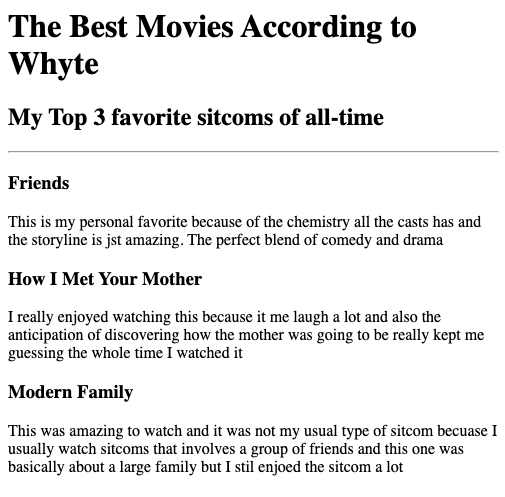 The Best Movies According to
Whyte
My Top 3 favorite sitcoms of all-time
Friends
This is my personal favorite because of the chemistry all the casts has and
the storyline is jst amazing. The perfect blend of comedy and drama
How I Met Your Mother
I really enjoyed watching this because it me laugh a lot and also the
anticipation of discovering how the mother was going to be really kept me
guessing the whole time I watched it
Modern Family
This was amazing to watch and it was not my usual type of sitcom becuase I
usually watch sitcoms that involves a group of friends and this one was
basically about a large family but I stil enjoed the sitcom a lot